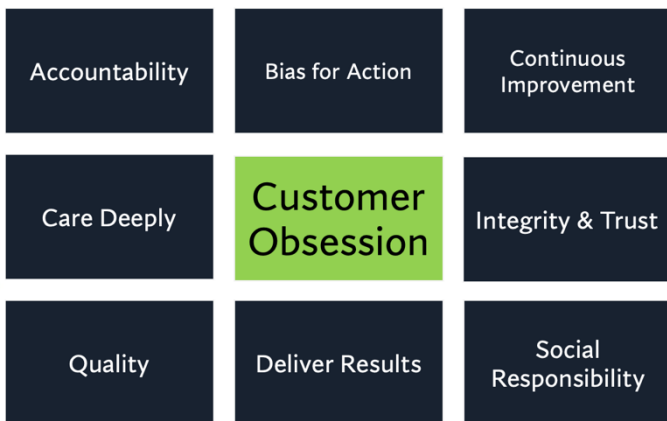 Accountability
Bias for Action
Continuous
Improvement
Care Deeply
Customer
Obsession
Integrity & Trust
Quality
Deliver Results
Social
Responsibility